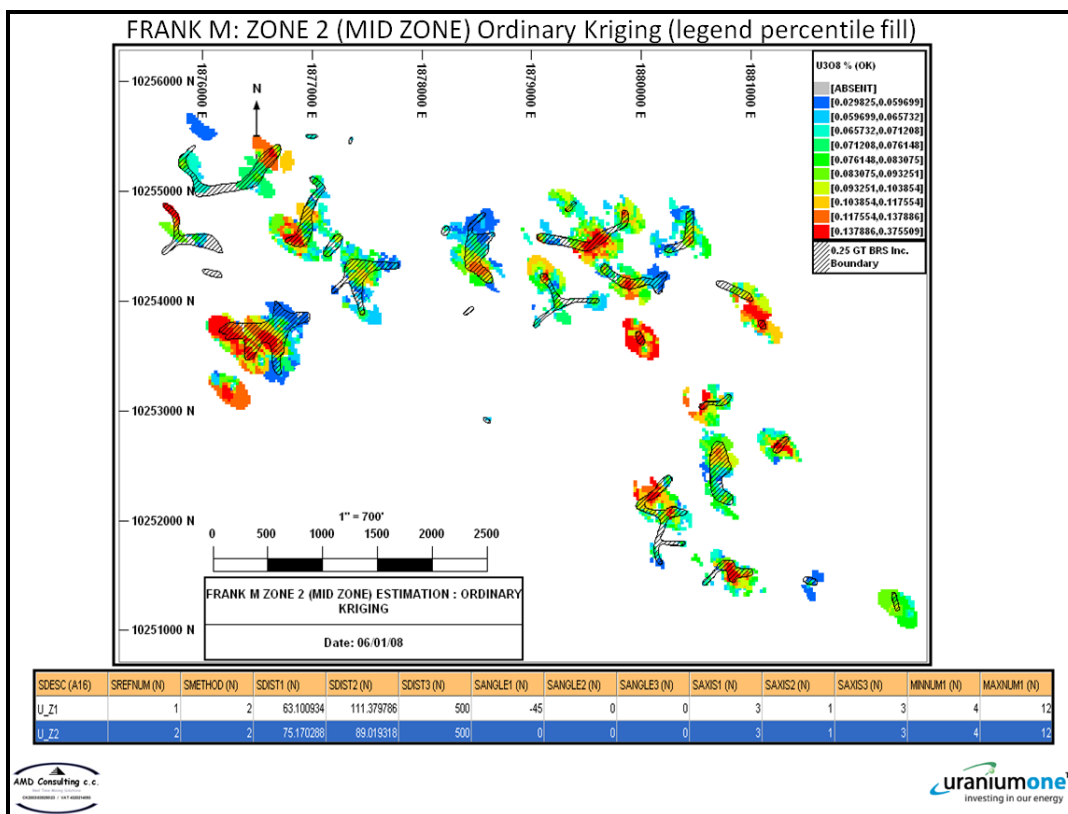 FRANK M: ZONE 2 (MID ZONE) Ordinary Kriging (legend percentile fill)
1876000 E
1877000 E
1878000 E
1879000 E
1880000 E
1881000 E
U3O8 % (OK)
[ABSENT]
[0.029825,0.059699]
[0.059699,0.065732]
[0.065732,0.071208]
[0.071208,0.076148]
[0.076148,0.083075]
[0.083075,0.093251]
[0.093251,0.103854]
[0.103854,0.117554]
[0.117554,0.137886]
[0.137886,0.375509]
0.25 GT BRS Inc.
Boundary
N
10256000 N
10255000 N
10254000 N
10253000 N
10252000 N
10251000 N
1" = 700'
0 500 1000 1500 2000 2500
FRANK M ZONE 2 (MID ZONE) ESTIMATION : ORDINARY
KRIGING
Date: 06/01/08
SDESC (A16) SREFNUM (N) SMETHOD (N) SDIST1 (N) SDIST2 (N) SDIST3 (N) SANGLE1 (N) SANGLE2 (N) SANGLE3 (N) SAXIS1 (N) SAXIS2 (N) SAXIS3 (N) MINNUM1 (N) MAXNUM1 (N)
U_Z1 1 2 63.100934 111.379786 500 -45 0 0 3 1 3 4 12
U_Z2 2 2 75.170288 89.019318 500 0 0 0 3 1 3 4 12
AMD Consulting c.c.
uraniumone
investing in our energy